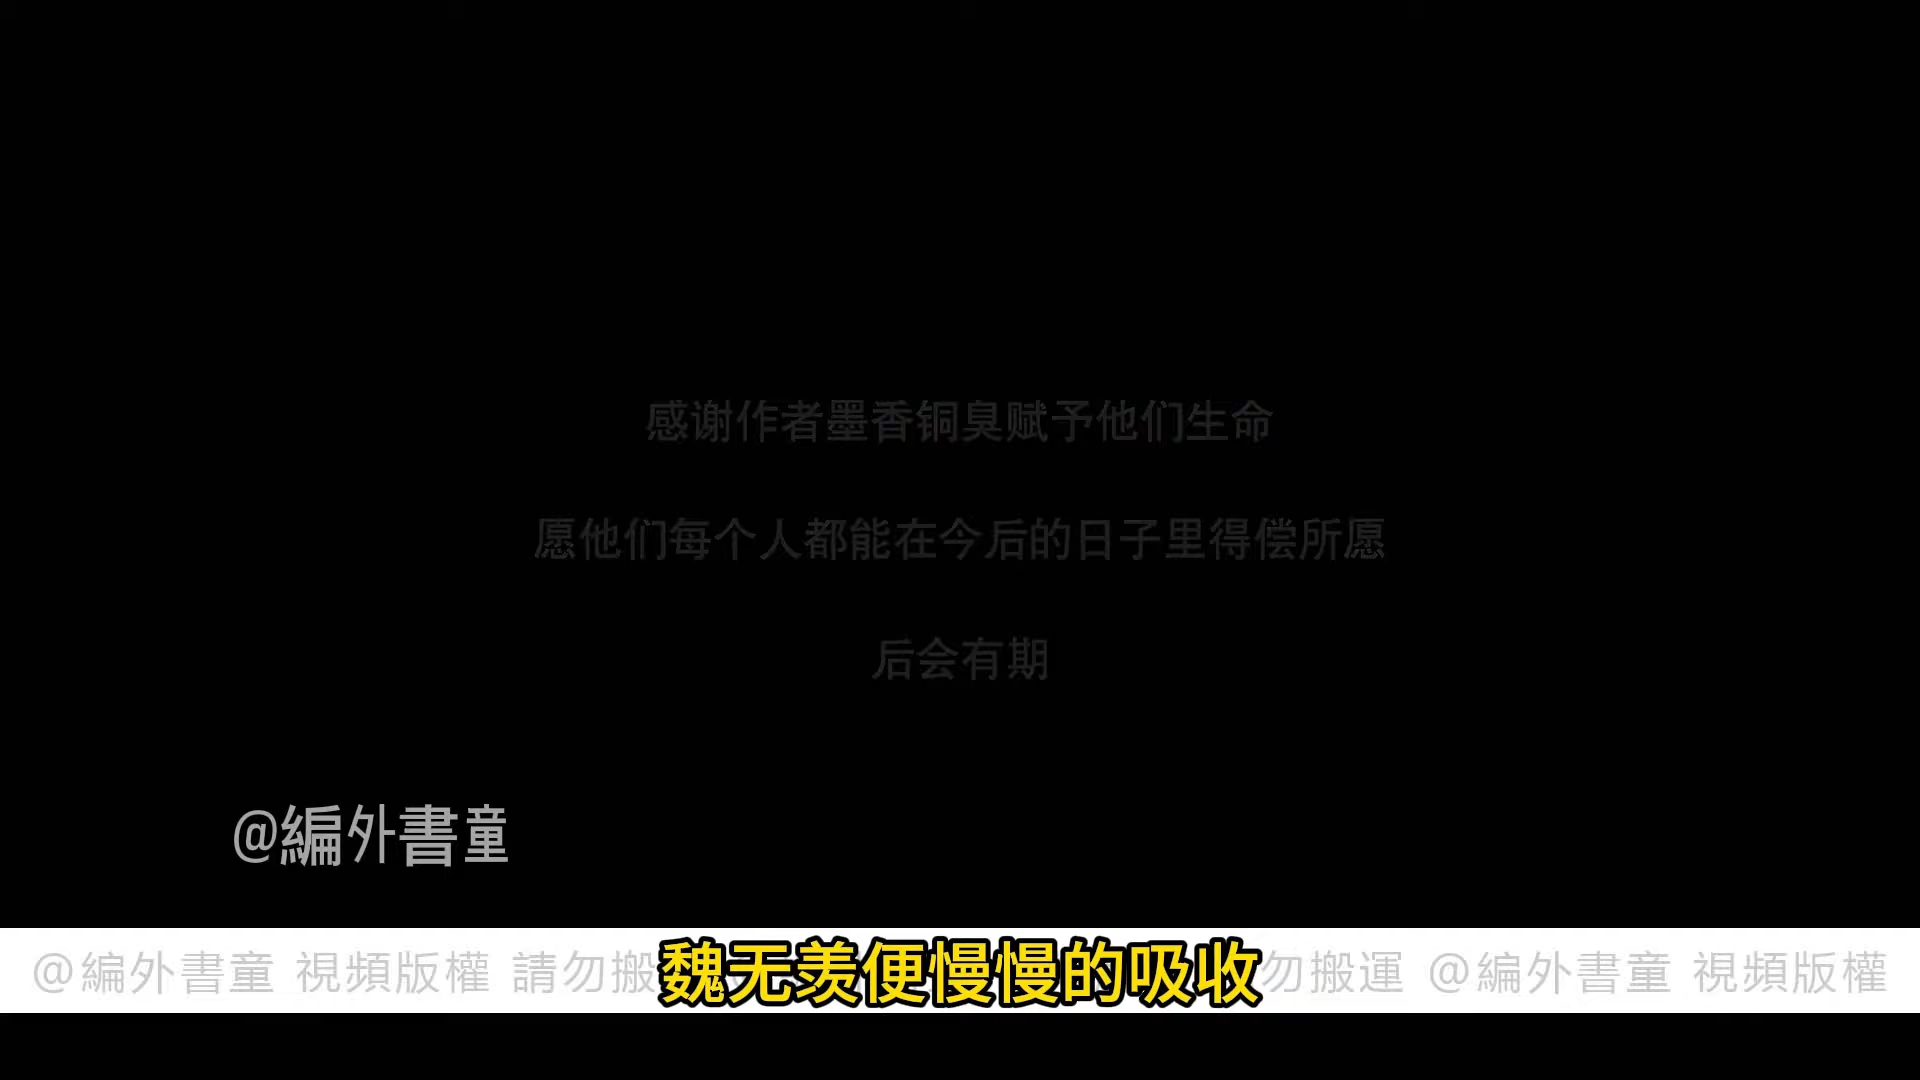 感谢作者墨香铜臭赋予他们生命
愿他们每个人都能在今后的日子里得偿所愿
后会有期
@編外書童
@編外書童 視頻版權 請勿搬
魏无羡便慢慢的吸收
勿搬運 @編外書童 視頻版權